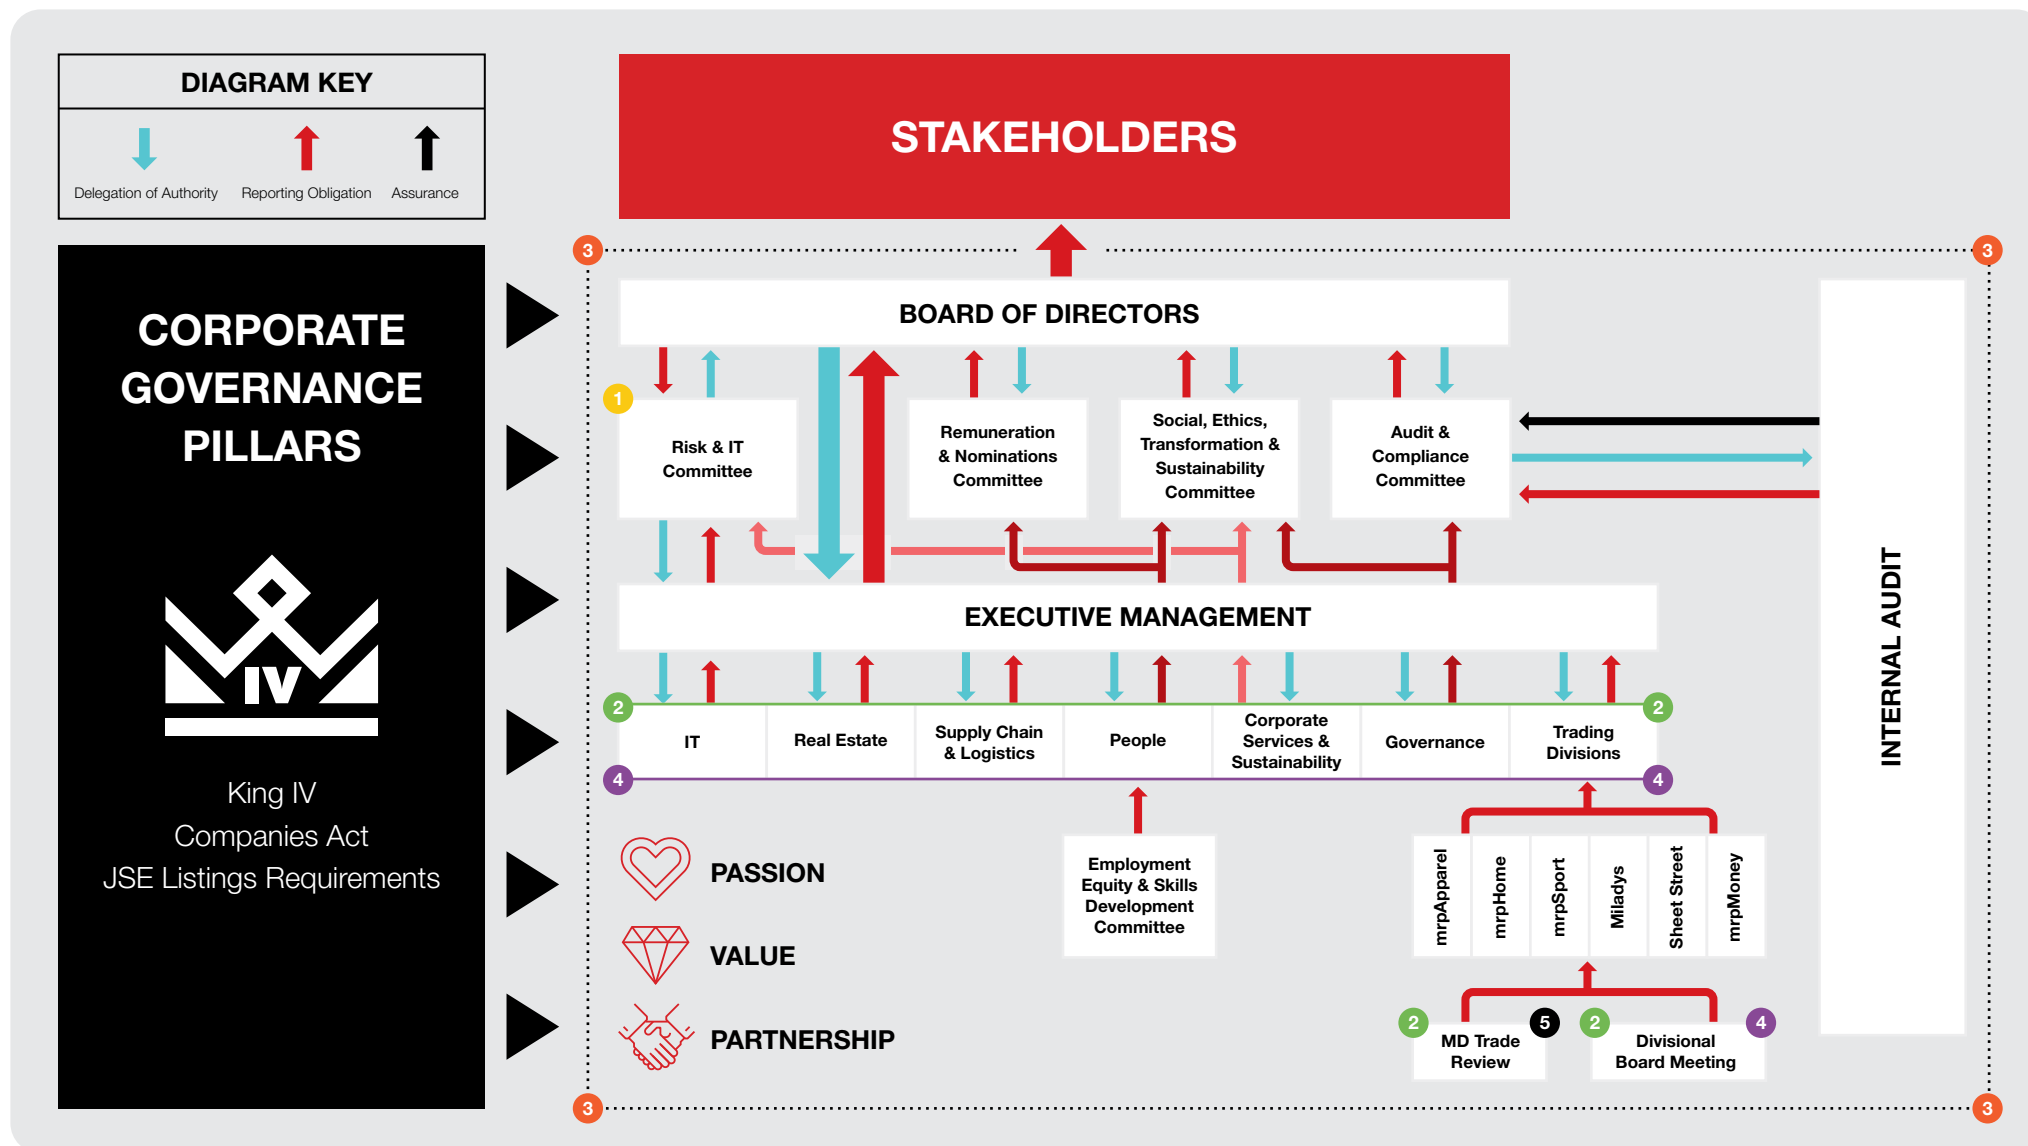 DIAGRAM KEY
Delegation of Authority
Reporting Obligation
Assurance
STAKEHOLDERS
CORPORATE
GOVERNANCE
PILLARS
IV
King IV
Companies Act
JSE Listings Requirements
3
3
BOARD OF DIRECTORS
1
Risk & IT
Committee
Remuneration
& Nominations
Committee
Social, Ethics,
Transformation &
Sustainability
Committee
Audit &
Compliance
Committee
INTERNAL AUDIT
EXECUTIVE MANAGEMENT
2
2
IT
Real Estate
Supply Chain
& Logistics
People
Corporate
Services &
Sustainability
Governance
Trading
Divisions
4
4
PASSION
VALUE
PARTNERSHIP
Employment
Equity & Skills
Development
Committee
mrpApparel
mrpHome
mrpSport
Miladys
Sheet Street
mrpMoney
2
5
MD Trade
Review
2
4
Divisional
Board Meeting
3
3